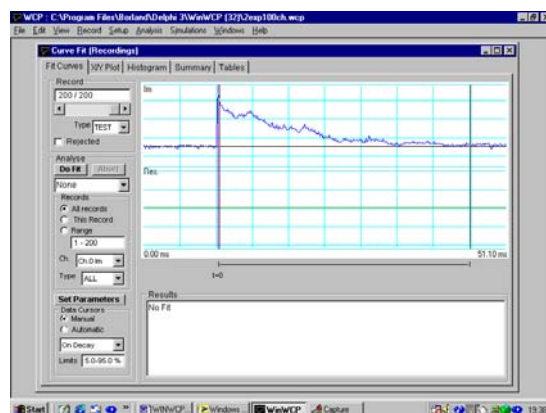 WCP : C:\Program Files\Borland\Delphi 3\WinWCP (32)\2exp100ch.wcp
File Edit View Record Setup Analysis Simulations Windows Help
Curve Fit (Recordings)
Fit Curves X/Y Plot Histogram Summary Tables
Record
200 / 200
Type TEST
Rejected
Analyse
Do Fit Abort
None
Records
All records
This Record
Range
1 - 200
Ch. Ch.0 Im
Type ALL
Set Parameters
Data Cursors
Manual
Automatic
On Decay
Limits 5.0-95.0 %
Im
Res.
0.00 ms 51.10 ms
t=0
Results
No Fit
Start Windows WinWCP Capture